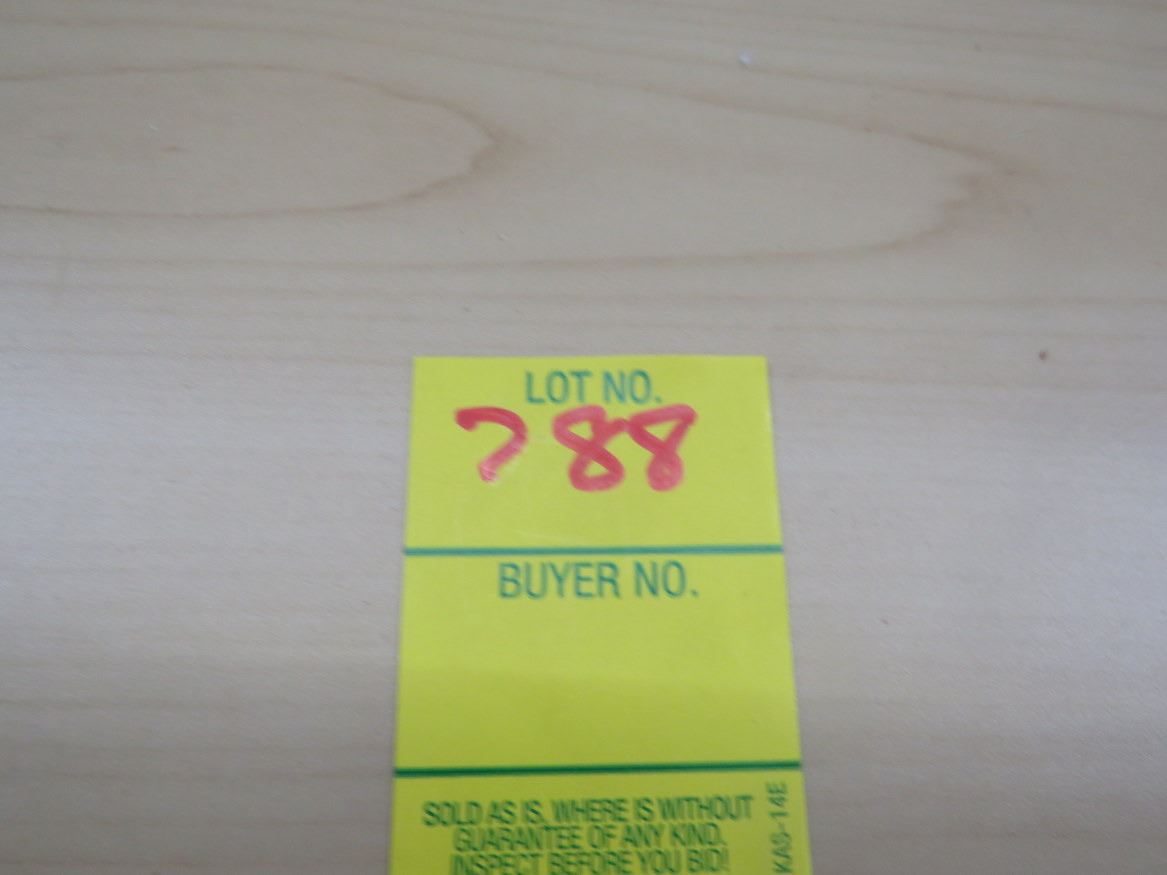 LOT NO.
788
BUYER NO.
SOLD AS IS, WHERE IS WITHOUT
GUARANTEE OF ANY KIND.
INSPECT BEFORE YOU BID!
KAS-14E